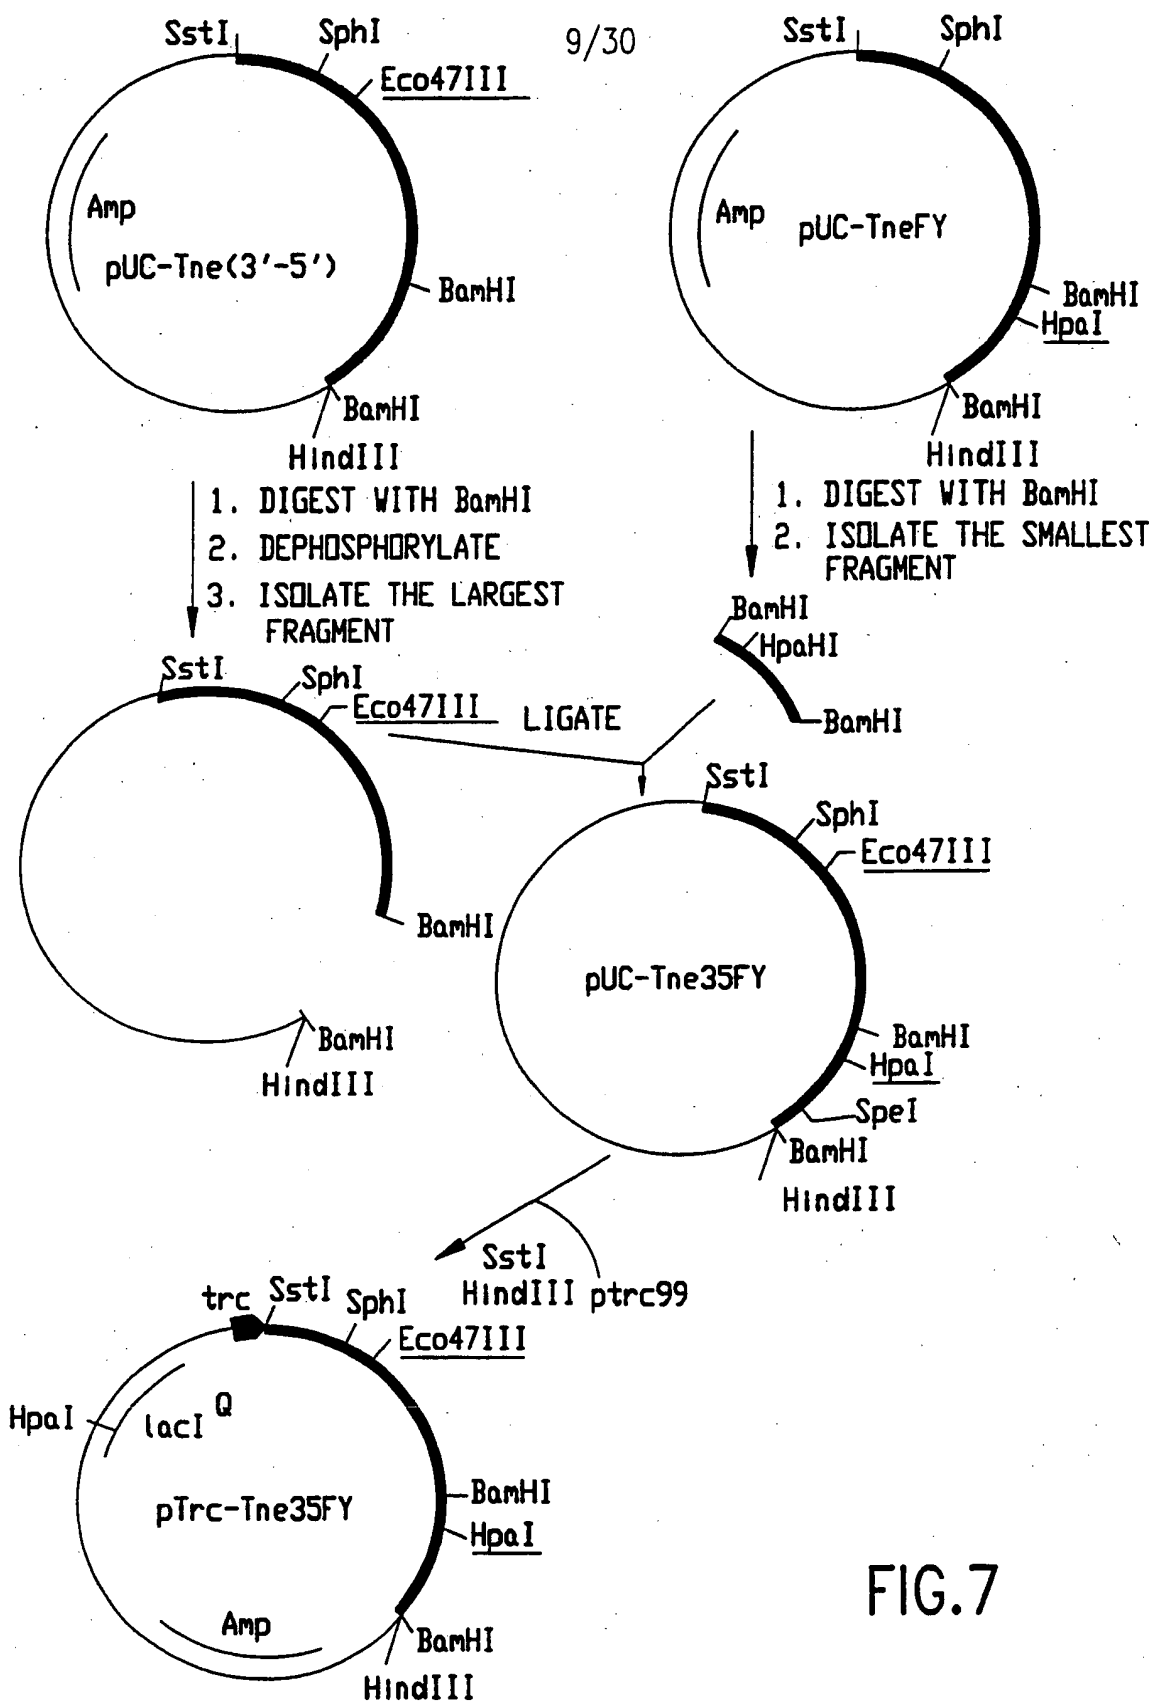 9/30
SstI
SphI
Eco47III
Amp
pUC-Tne(3'-5')
BamHI
BamHI
HindIII
SstI
SphI
Amp
pUC-TneFY
BamHI
HpaI
BamHI
HindIII
1. DIGEST WITH BamHI
2. DEPHOSPHORYLATE
3. ISOLATE THE LARGEST
FRAGMENT
1. DIGEST WITH BamHI
2. ISOLATE THE SMALLEST
FRAGMENT
BamHI
HpaHI
BamHI
SstI
SphI
Eco47III
BamHI
BamHI
HindIII
LIGATE
SstI
SphI
Eco47III
pUC-Tne35FY
BamHI
HpaI
SpeI
BamHI
HindIII
SstI
HindIII ptrc99
trc
SstI
SphI
Eco47III
HpaI
lacI Q
pTrc-Tne35FY
BamHI
HpaI
Amp
BamHI
HindIII
FIG.7